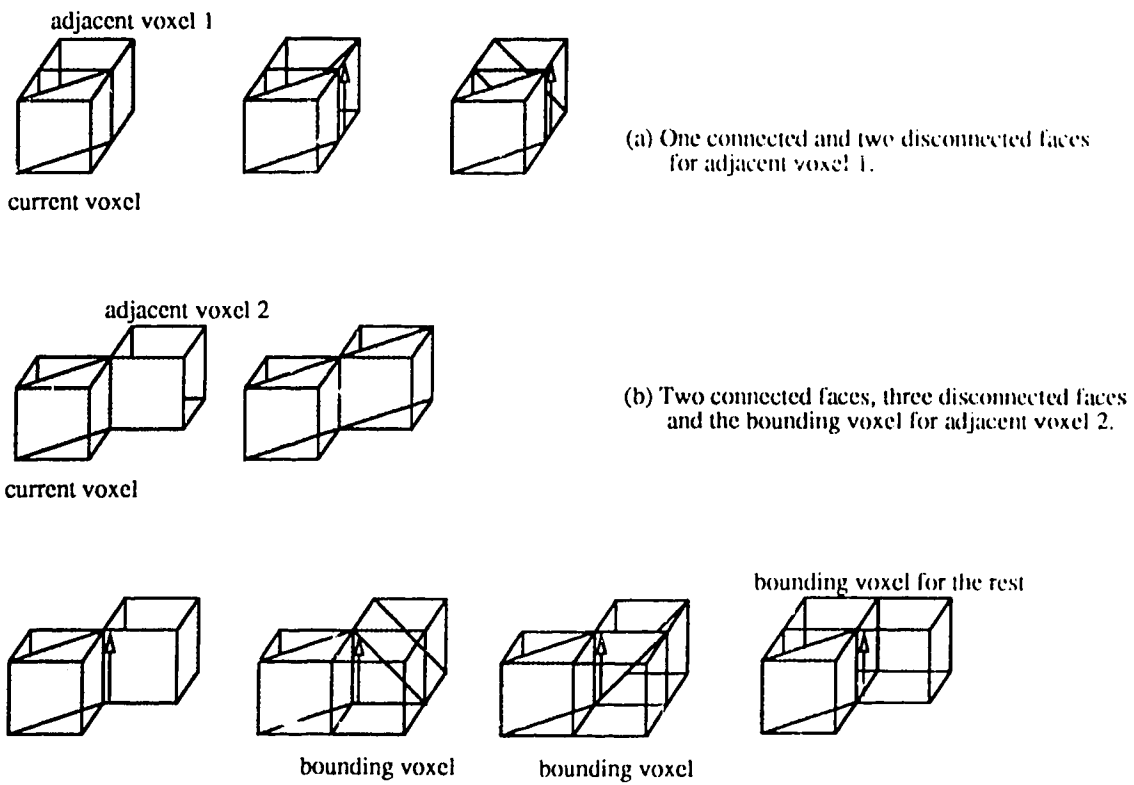 adjacent voxel 1
(a) One connected and two disconnected faces
for adjacent voxel 1.
current voxel
adjacent voxel 2
(b) Two connected faces, three disconnected faces
and the bounding voxel for adjacent voxel 2.
current voxel
bounding voxel for the rest
bounding voxel
bounding voxel